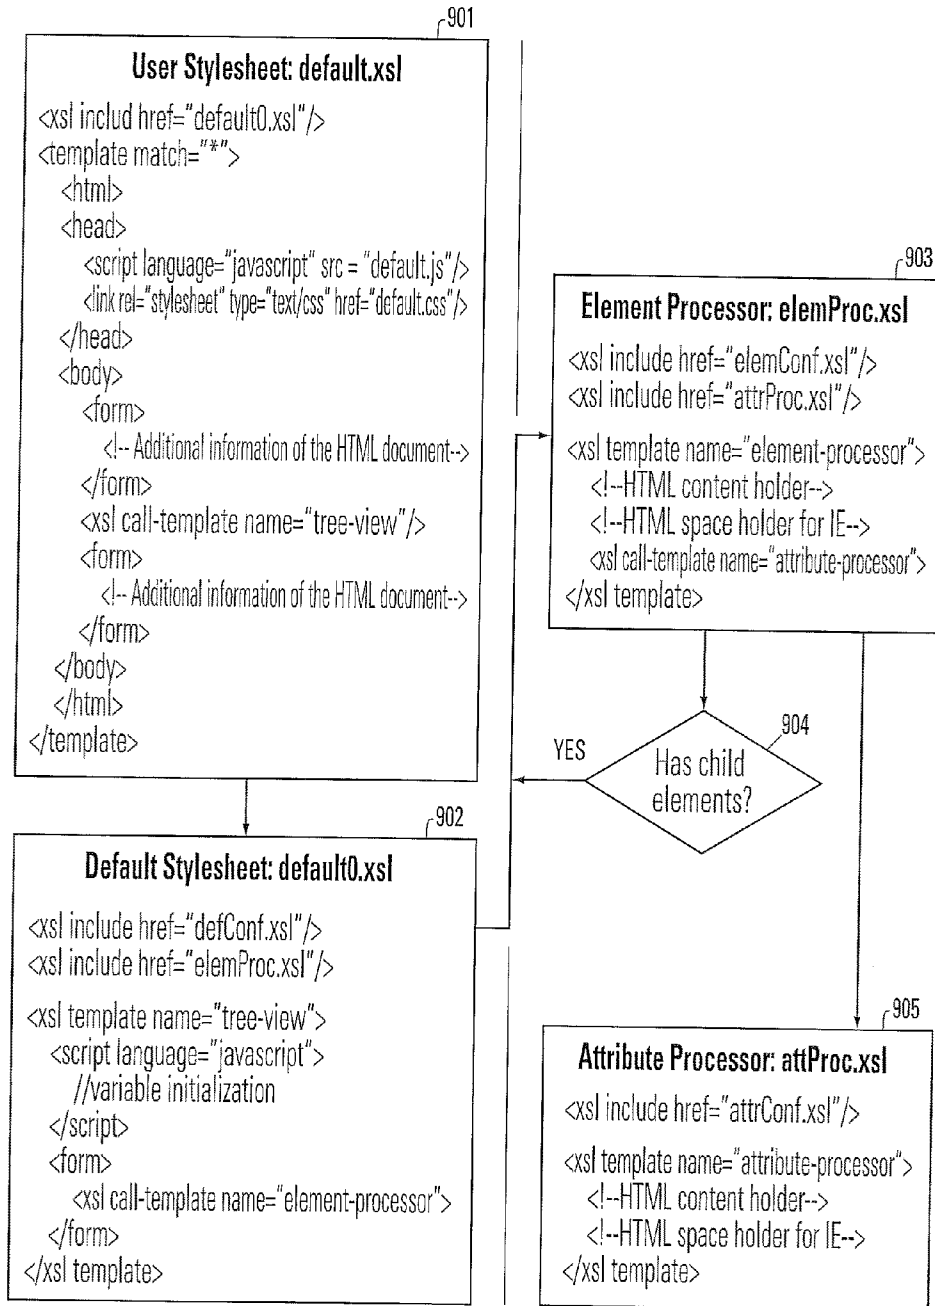 901
User Stylesheet: default.xsl
<xsl includ href="default0.xsl"/>
<template match="*">
<html>
<head>
<script language="javascript" src = "default.js"/>
<link rel="stylesheet" type="text/css" href="default.css"/>
</head>
<body>
<form>
<!-- Additional information of the HTML document-->
</form>
<xsl call-template name="tree-view"/>
<form>
<!-- Additional information of the HTML document-->
</form>
</body>
</html>
</template>
902
Default Stylesheet: default0.xsl
<xsl include href="defConf.xsl"/>
<xsl include href="elemProc.xsl"/>
<xsl template name="tree-view">
<script language="javascript">
//variable initialization
</script>
<form>
<xsl call-template name="element-processor">
</form>
</xsl template>
903
Element Processor: elemProc.xsl
<xsl include href="elemConf.xsl"/>
<xsl include href="attrProc.xsl"/>
<xsl template name="element-processor">
<!--HTML content holder-->
<!--HTML space holder for IE-->
<xsl call-template name="attribute-processor">
</xsl template>
904
YES
Has child
elements?
905
Attribute Processor: attProc.xsl
<xsl include href="attrConf.xsl"/>
<xsl template name="attribute-processor">
<!--HTML content holder-->
<!--HTML space holder for IE-->
</xsl template>